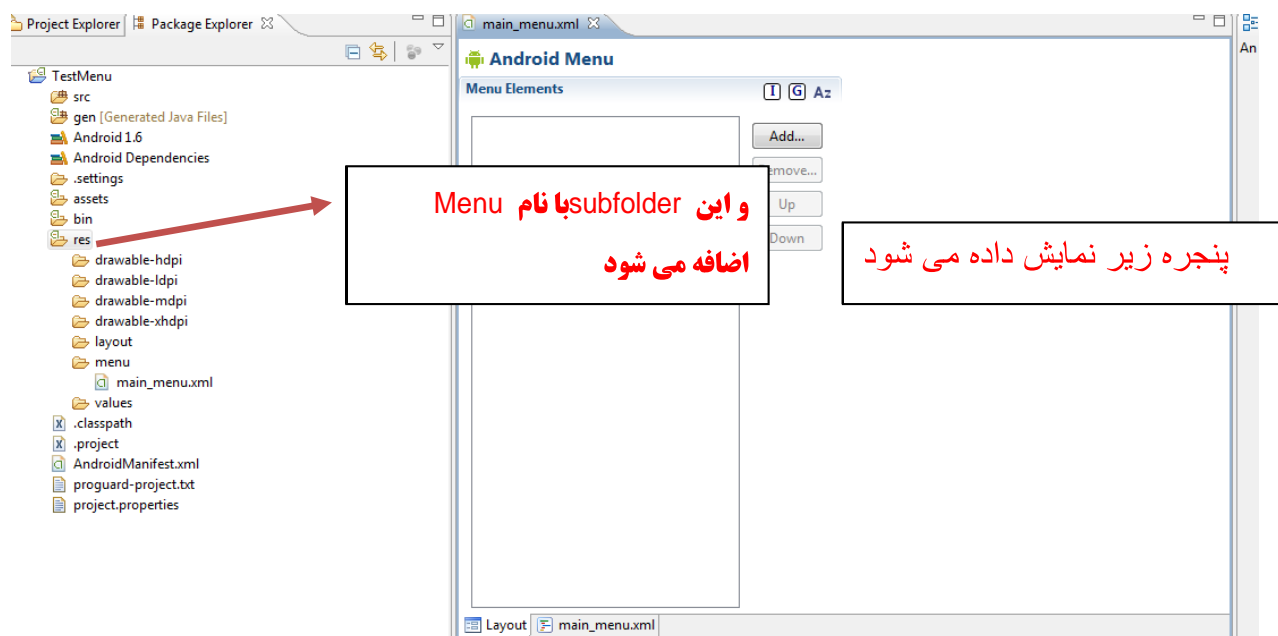 Project Explorer
Package Explorer
TestMenu
src
gen [Generated Java Files]
Android 1.6
Android Dependencies
.settings
assets
bin
res
drawable-hdpi
drawable-ldpi
drawable-mdpi
drawable-xhdpi
layout
menu
main_menu.xml
values
.classpath
.project
AndroidManifest.xml
proguard-project.txt
project.properties
main_menu.xml
Android Menu
Menu Elements
I G Az
Add...
emove...
Up
Down
و این subfolderبا نام Menu
اضافه می شود
پنجره زیر نمایش داده می شود
Layout
main_menu.xml
An